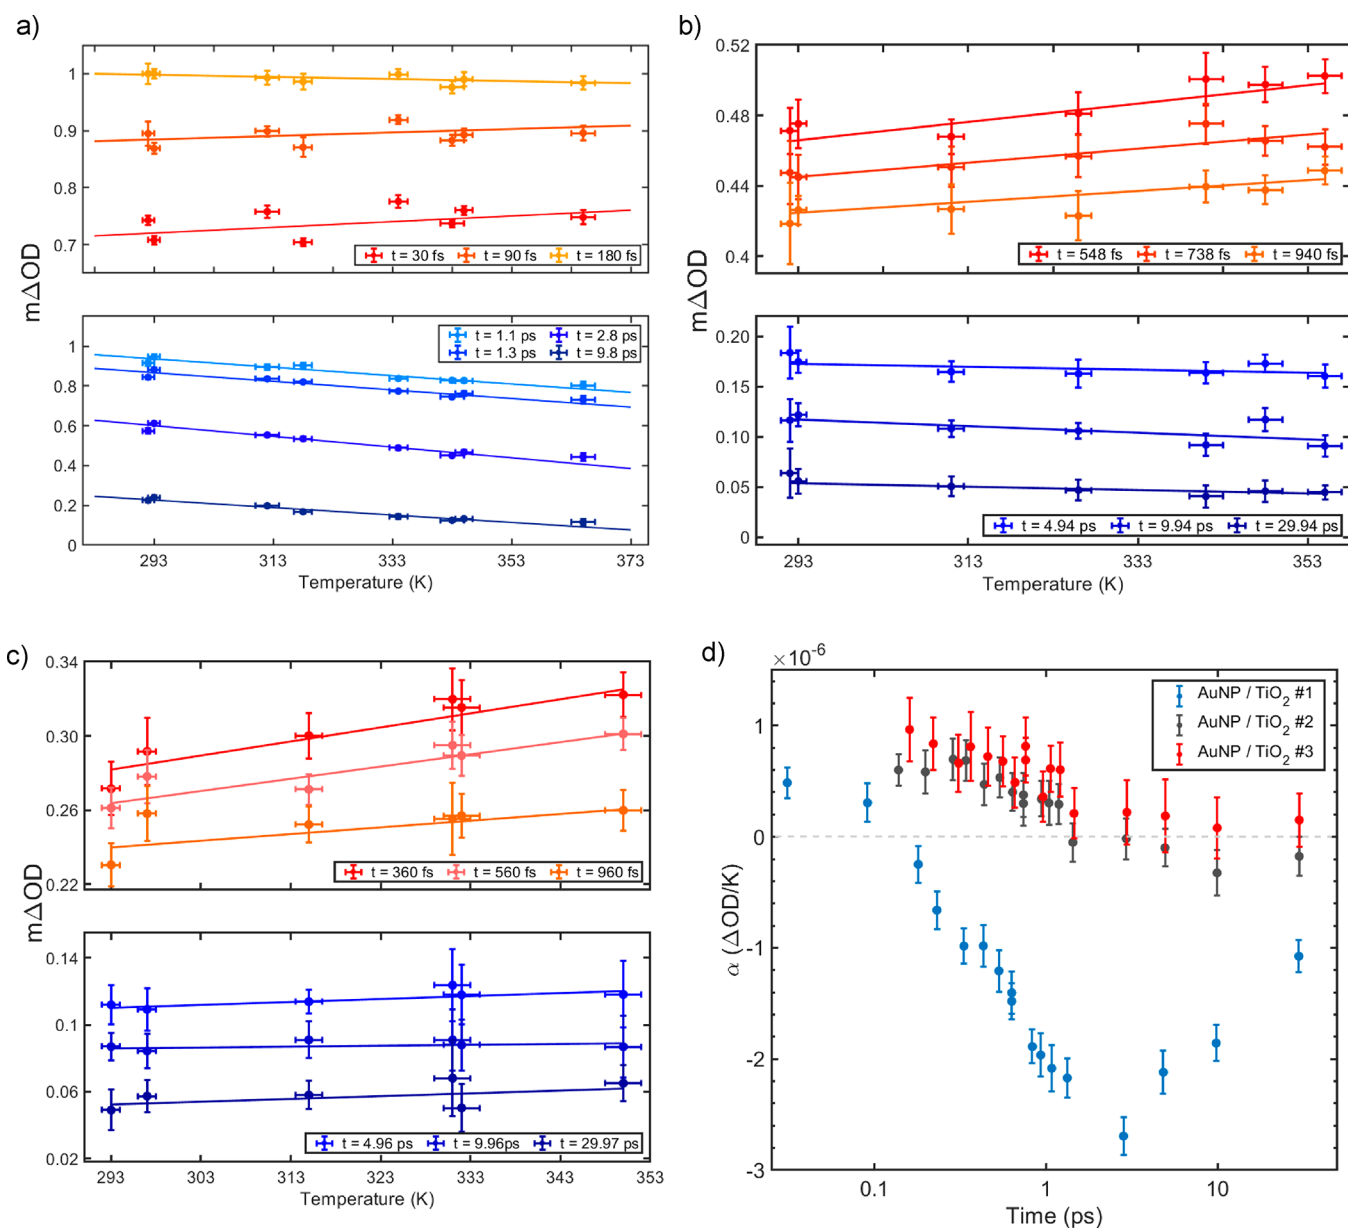 a)
1
0.9
0.8
0.7
t = 30 fs t = 90 fs t = 180 fs
mΔOD
1
0.8
0.6
0.4
0.2
0
t = 1.1 ps t = 2.8 ps
t = 1.3 ps t = 9.8 ps
293 313 333 353 373
Temperature (K)
b)
0.52
0.48
0.44
0.4
t = 548 fs t = 738 fs t = 940 fs
mΔOD
0.20
0.15
0.10
0.05
0
t = 4.94 ps t = 9.94 ps t = 29.94 ps
293 313 333 353
Temperature (K)
c)
0.34
0.30
0.26
0.22
t = 360 fs t = 560 fs t = 960 fs
mΔOD
0.14
0.1
0.06
0.02
t = 4.96 ps t = 9.96ps t = 29.97 ps
293 303 313 323 333 343 353
Temperature (K)
d)
×10⁻⁶
AuNP / TiO₂ #1
AuNP / TiO₂ #2
AuNP / TiO₂ #3
1
0
-1
-2
-3
α (ΔOD/K)
0.1 1 10
Time (ps)